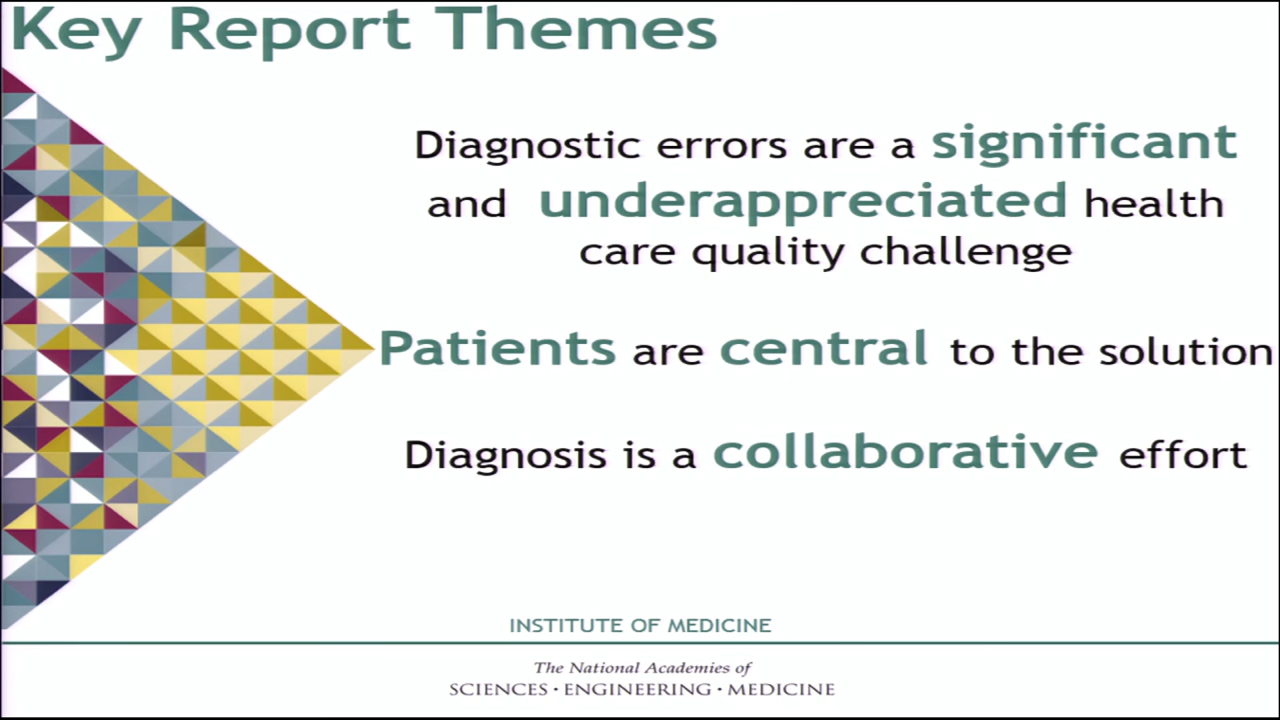 Key Report Themes
Diagnostic errors are a significant
and underappreciated health
care quality challenge
Patients are central to the solution
Diagnosis is a collaborative effort
INSTITUTE OF MEDICINE
The National Academies of
SCIENCES · ENGINEERING · MEDICINE